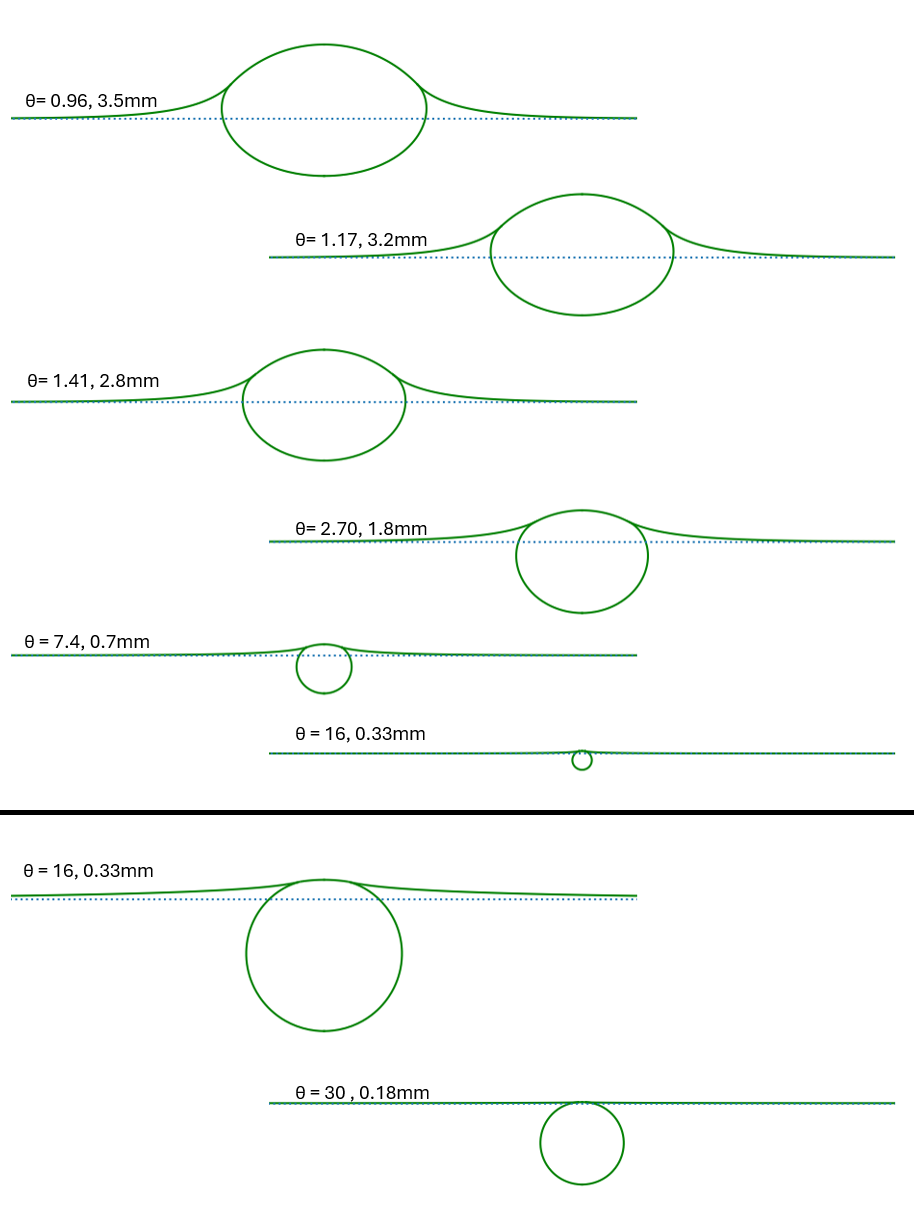 θ= 0.96, 3.5mm
θ= 1.17, 3.2mm
θ= 1.41, 2.8mm
θ= 2.70, 1.8mm
θ = 7.4, 0.7mm
θ = 16, 0.33mm
θ = 16, 0.33mm
θ = 30 , 0.18mm